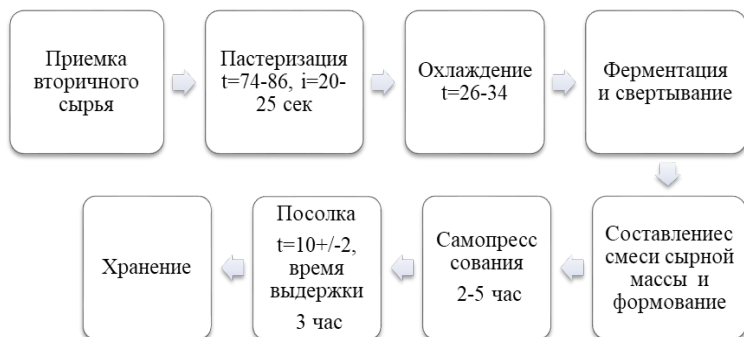 Приемка
вторичного
сырья
Пастеризация
t=74-86, i=20-
25 сек
Охлаждение
t=26-34
Ферментация
и свертывание
Составлениес
смеси сырной
массы и
формование
Самопресс
сования
2-5 час
Посолка
t=10+/-2,
время
выдержки
3 час
Хранение